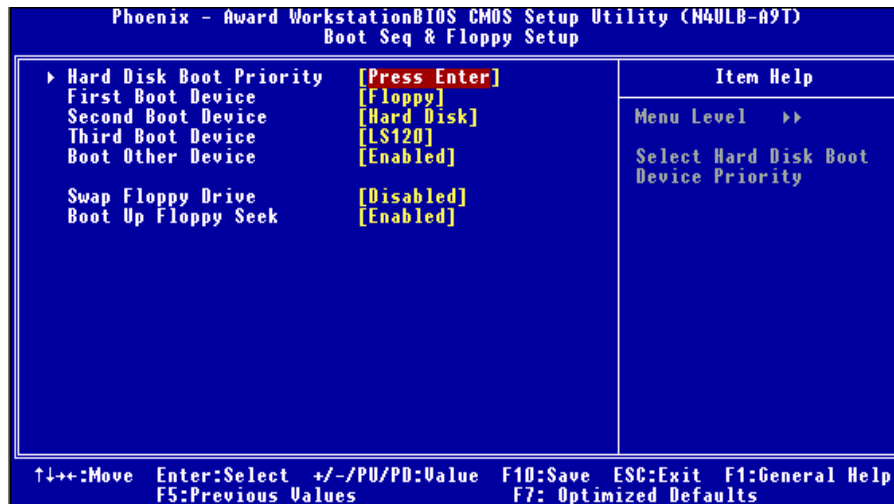 Phoenix - Award WorkstationBIOS CMOS Setup Utility (N4ULB-A9T)
Boot Seq & Floppy Setup
▸ Hard Disk Boot Priority [Press Enter]
First Boot Device [Floppy]
Second Boot Device [Hard Disk]
Third Boot Device [LS120]
Boot Other Device [Enabled]
Swap Floppy Drive [Disabled]
Boot Up Floppy Seek [Enabled]
Item Help
Menu Level ▸▸
Select Hard Disk Boot
Device Priority
↑↓→←:Move Enter:Select +/-/PU/PD:Value F10:Save ESC:Exit F1:General Help
F5:Previous Values F7: Optimized Defaults